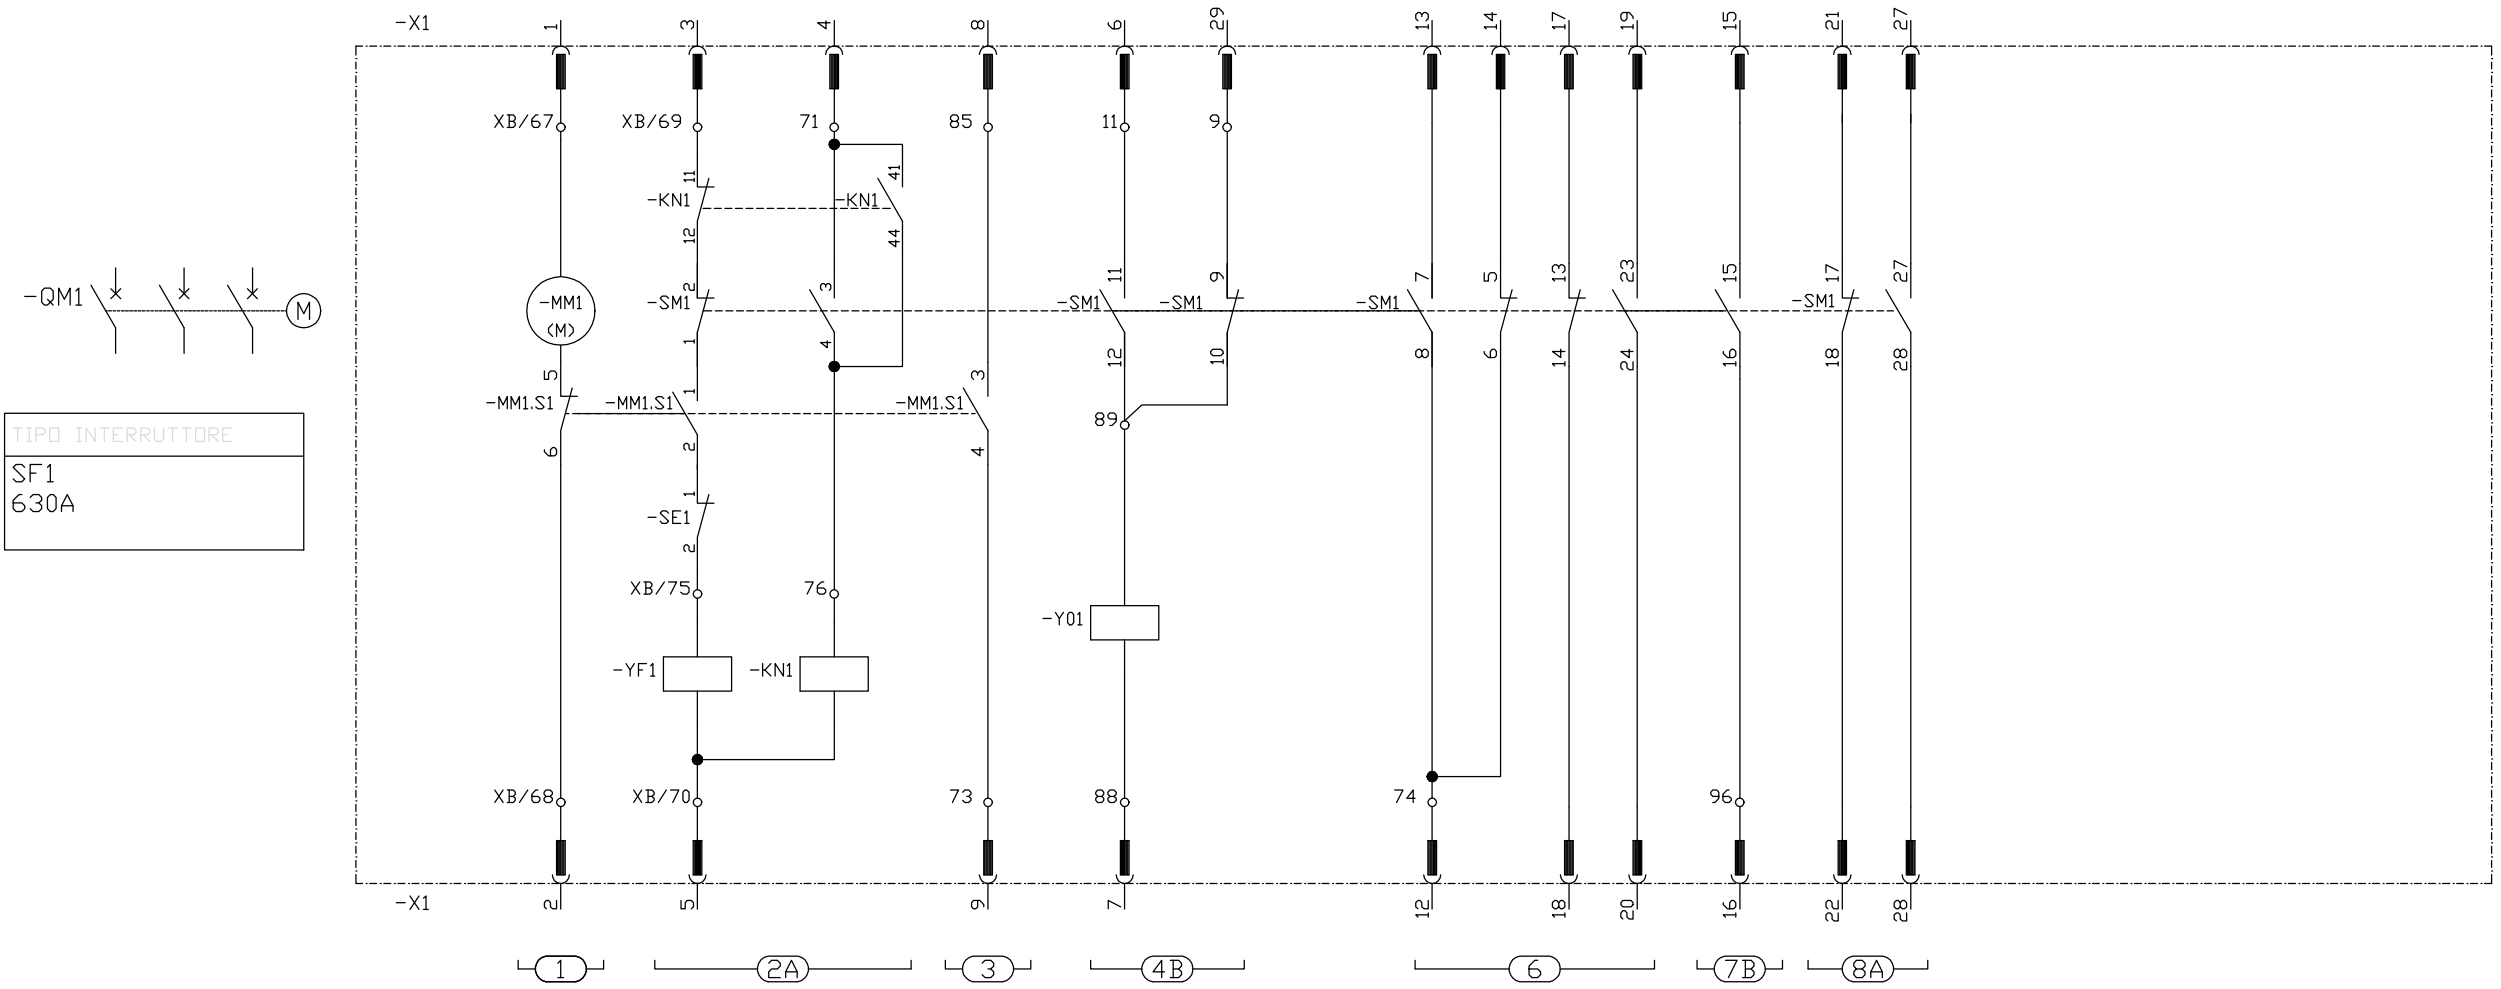 -X1 1 3 4 8 6 29 13 14 17 19 15 21 27
XB/67 XB/69 71 85 11 9
11 41
-KN1 -KN1
12 44
-QM1 M
2 3 11 9 7 5 13 23 15 17 27
-MM1 -SM1 -SM1 -SM1 -SM1 -SM1
(M)
1 4 12 10 8 6 14 24 16 18 28
5 1 3
-MM1.S1 -MM1.S1 -MM1.S1
89
6 2 4
TIPO INTERRUTTORE
SF1
630A
1
-SE1
2
XB/75 76
-Y01
-YF1 -KN1
XB/68 XB/70 73 88 74 96
-X1 2 5 9 7 12 18 20 16 22 28
1 2A 3 4B 6 7B 8A